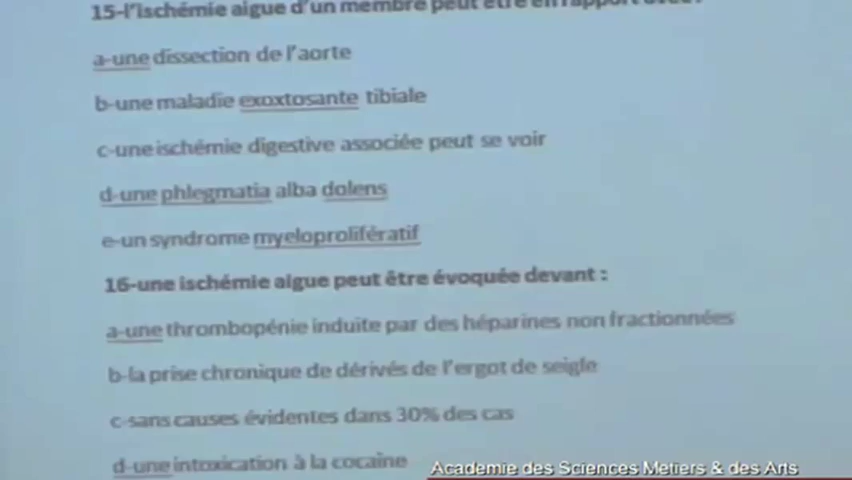 15-l'ischémie aigue d'un membre peut être en rapport avec :
a-une dissection de l'aorte
b-une maladie exoxtosante tibiale
c-une ischémie digestive associée peut se voir
d-une phlegmatia alba dolens
e-un syndrome myeloprolifératif
16-une ischémie aigue peut être évoquée devant :
a-une thrombopénie induite par des héparines non fractionnées
b-la prise chronique de dérivés de l'ergot de seigle
c-sans causes évidentes dans 30% des cas
d-une intoxication à la cocaïne
Academie des Sciences Metiers & des Arts